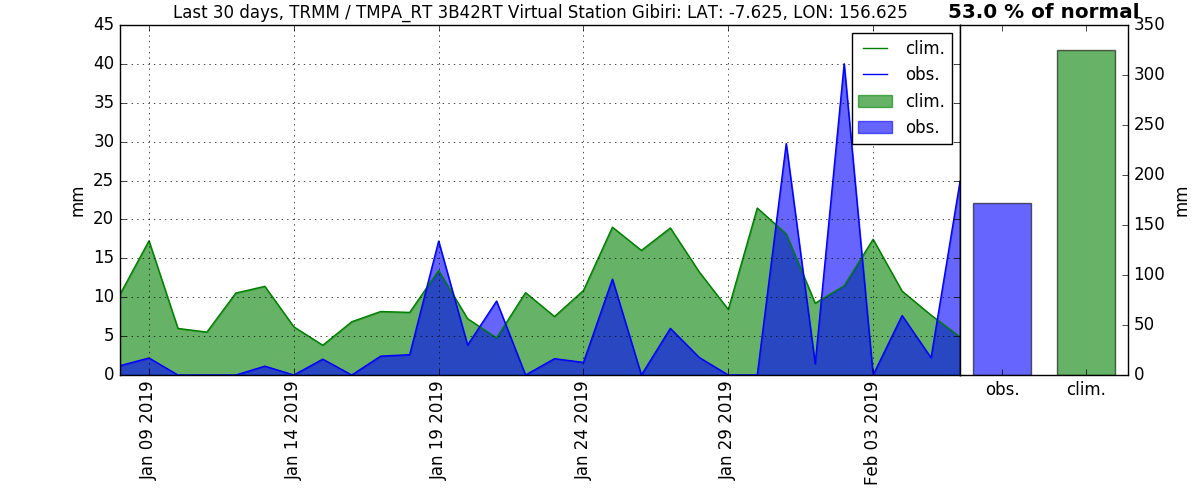 Last 30 days, TRMM / TMPA_RT 3B42RT Virtual Station Gibiri: LAT: -7.625, LON: 156.625
53.0 % of normal
45
40
35
30
25
20
15
10
5
0
mm
clim.
obs.
clim.
obs.
Jan 09 2019
Jan 14 2019
Jan 19 2019
Jan 24 2019
Jan 29 2019
Feb 03 2019
350
300
250
200
150
100
50
0
mm
obs.
clim.